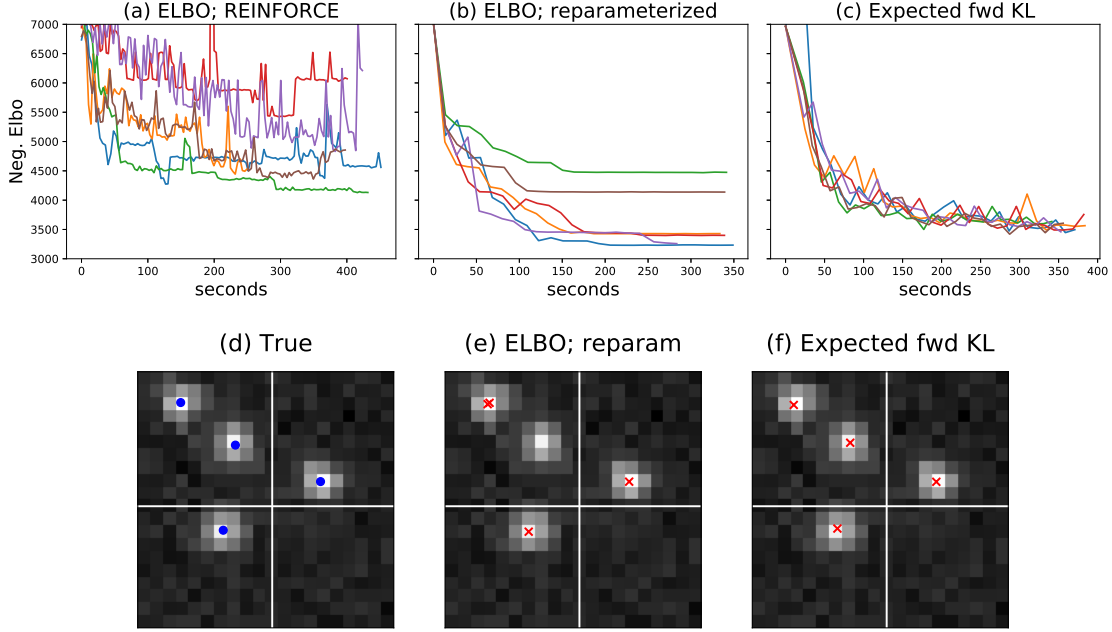 (a) ELBO; REINFORCE
(b) ELBO; reparameterized
(c) Expected fwd KL
Neg. Elbo
7000
6500
6000
5500
5000
4500
4000
3500
3000
0 100 200 300 400
0 50 100 150 200 250 300 350
0 50 100 150 200 250 300 350 400
seconds
seconds
seconds
(d) True
(e) ELBO; reparam
(f) Expected fwd KL